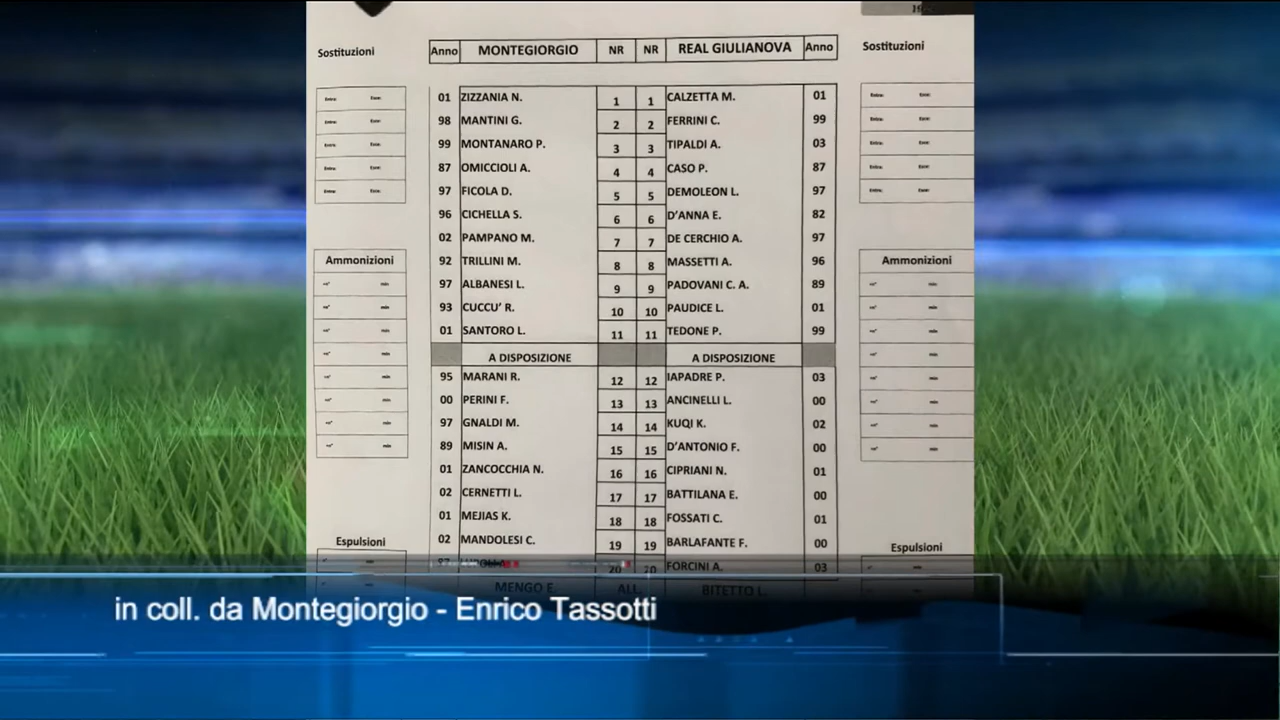 Sostituzioni
Anno MONTEGIORGIO NR NR REAL GIULIANOVA Anno
Sostituzioni
01 ZIZZANIA N. 1 1 CALZETTA M. 01
98 MANTINI G. 2 2 FERRINI C. 99
99 MONTANARO P. 3 3 TIPALDI A. 03
87 OMICCIOLI A. 4 4 CASO P. 87
97 FICOLA D. 5 5 DEMOLEON L. 97
96 CICHELLA S. 6 6 D'ANNA E. 82
02 PAMPANO M. 7 7 DE CERCHIO A. 97
Ammonizioni
92 TRILLINI M. 8 8 MASSETTI A. 96
Ammonizioni
97 ALBANESI L. 9 9 PADOVANI C. A. 89
93 CUCCU' R. 10 10 PAUDICE L. 01
01 SANTORO L. 11 11 TEDONE P. 99
A DISPOSIZIONE A DISPOSIZIONE
95 MARANI R. 12 12 IAPADRE P. 03
00 PERINI F. 13 13 ANCINELLI L. 00
97 GNALDI M. 14 14 KUQI K. 02
89 MISIN A. 15 15 D'ANTONIO F. 00
01 ZANCOCCHIA N. 16 16 CIPRIANI N. 01
02 CERNETTI L. 17 17 BATTILANA E. 00
01 MEJIAS K. 18 18 FOSSATI C. 01
Espulsioni
02 MANDOLESI C. 19 19 BARLAFANTE F. 00
Espulsioni
20 20 FORCINI A. 03
MENGO E. ALL. BITETTO L.
in coll. da Montegiorgio - Enrico Tassotti